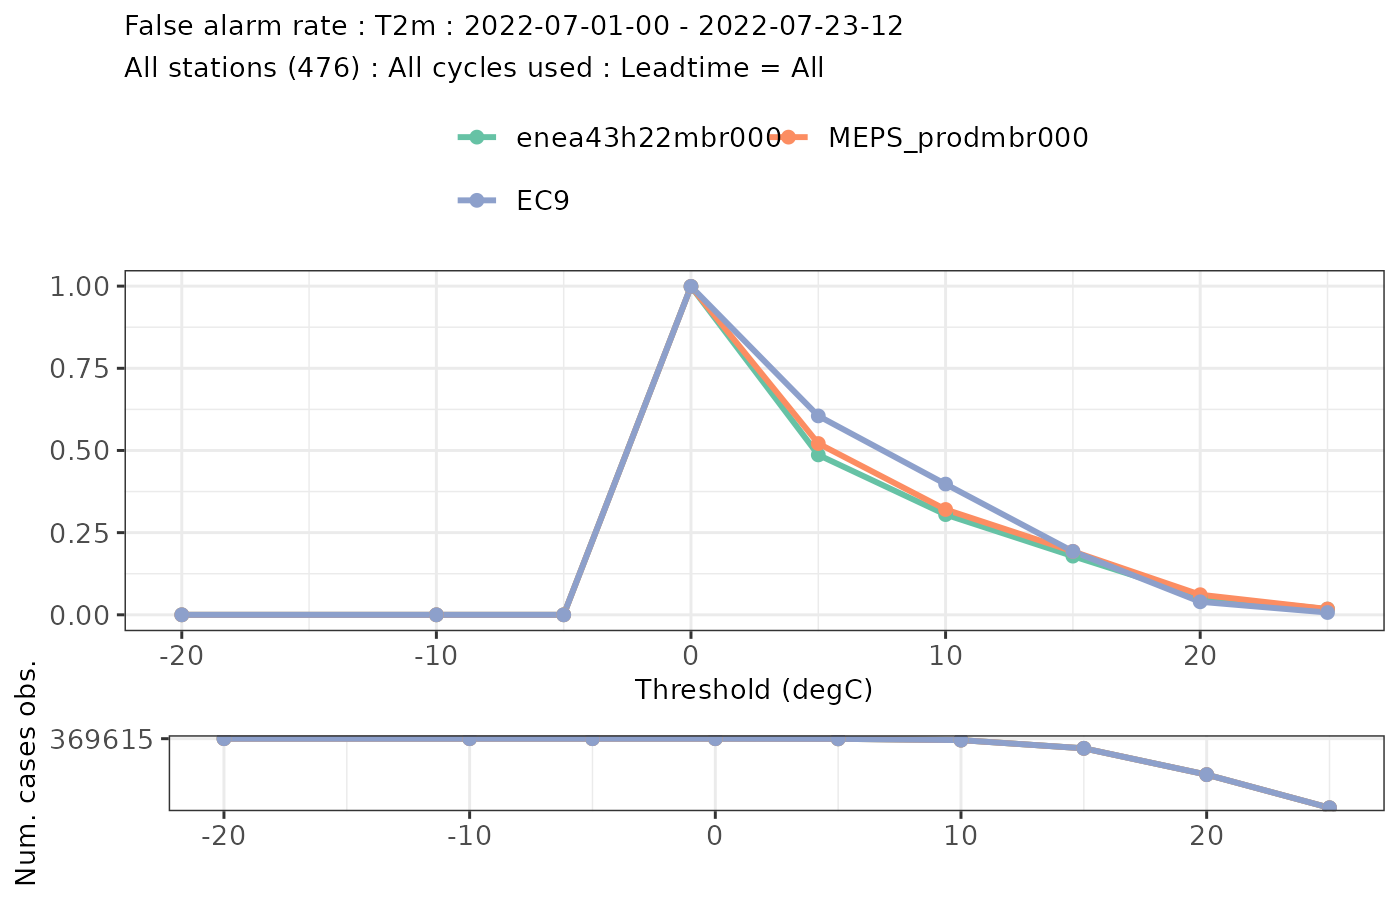 False alarm rate : T2m : 2022-07-01-00 - 2022-07-23-12
All stations (476) : All cycles used : Leadtime = All
enea43h22mbr000 MEPS_prodmbr000
EC9
1.00
0.75
0.50
0.25
0.00
-20 -10 0 10 20
Threshold (degC)
Num. cases obs.
369615
-20 -10 0 10 20